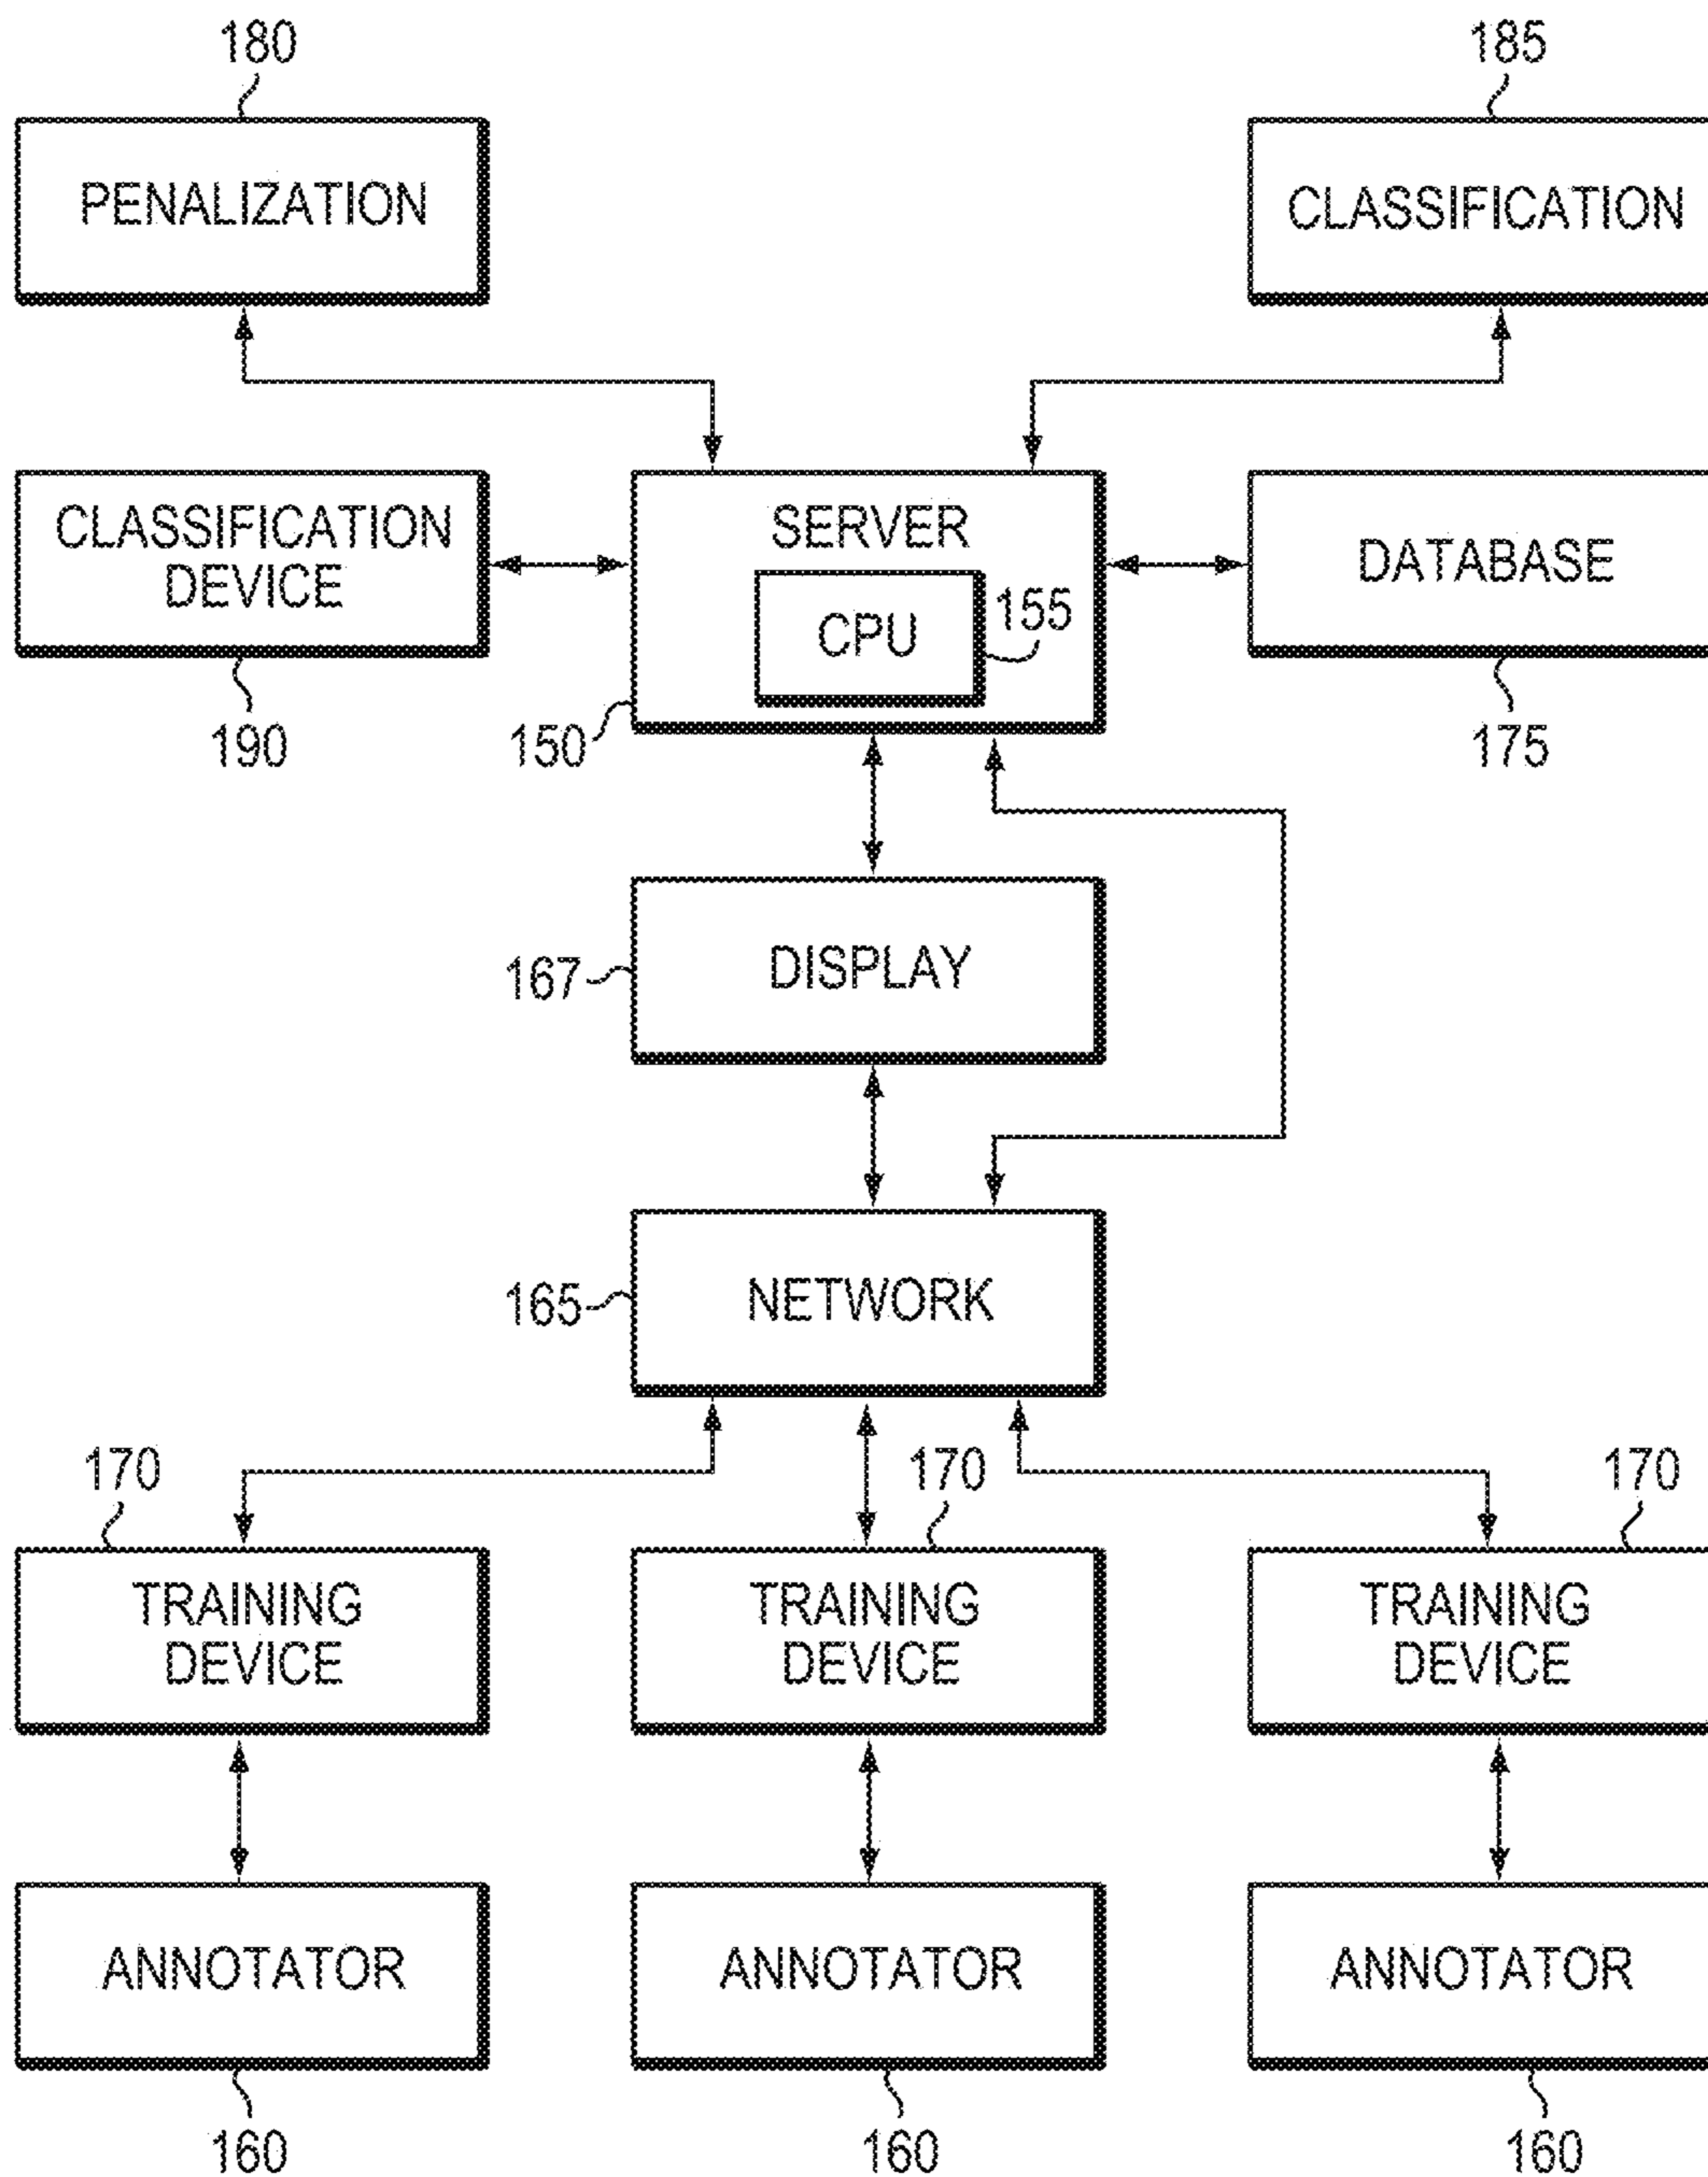 180
185
PENALIZATION
CLASSIFICATION
CLASSIFICATION
DEVICE
SERVER
DATABASE
CPU
155
190
150
175
167
DISPLAY
165
NETWORK
170
170
170
TRAINING
DEVICE
TRAINING
DEVICE
TRAINING
DEVICE
ANNOTATOR
ANNOTATOR
ANNOTATOR
160
160
160